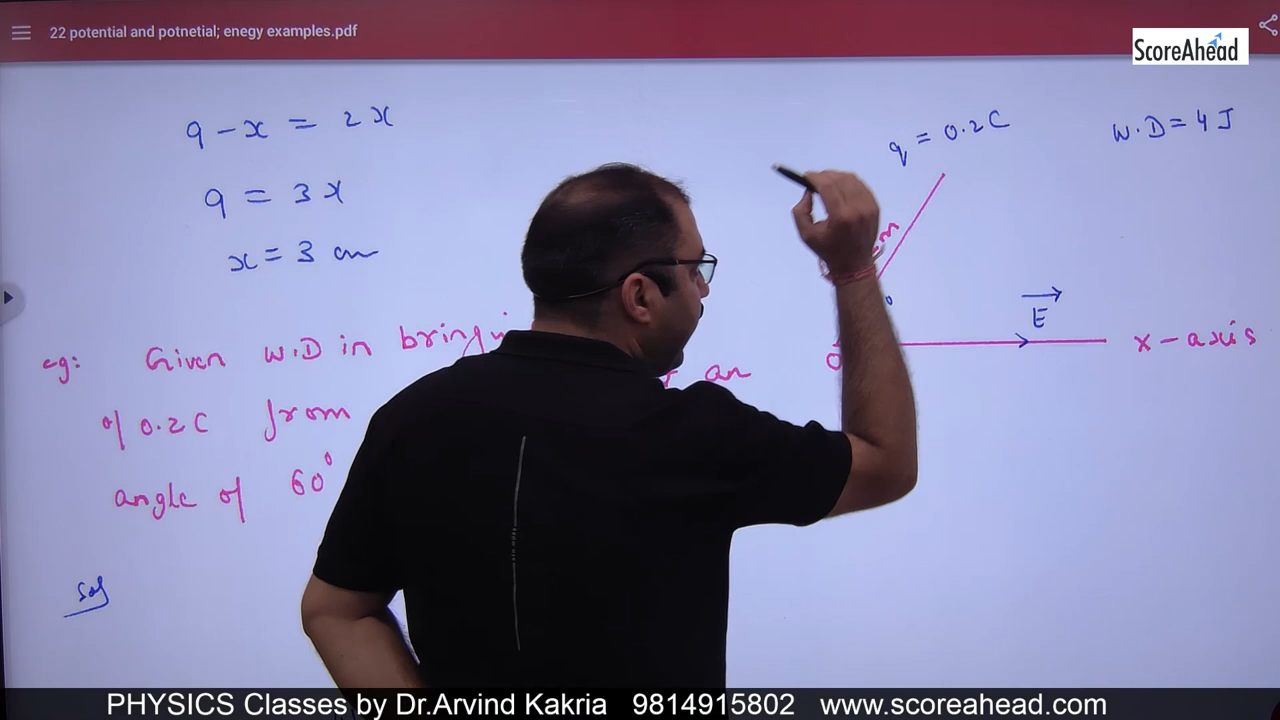 22 potential and potnetial; enegy examples.pdf
ScoreAhead
9 - x = 2x
9 = 3x
x = 3 cm
q = 0.2C
W.D = 4 J
m
E
O
x-axis
eg: Given W.D in bringi
an
of 0.2C from
angle of 60°
Sol
PHYSICS Classes by Dr.Arvind Kakria 9814915802 www.scoreahead.com